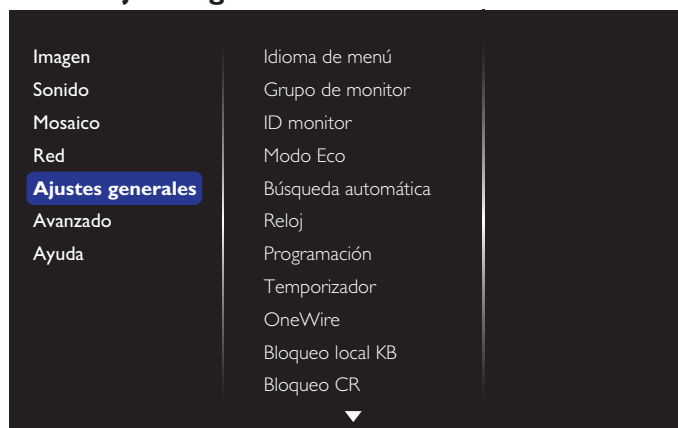 Imagen
Sonido
Mosaico
Red
Ajustes generales
Avanzado
Ayuda
Idioma de menú
Grupo de monitor
ID monitor
Modo Eco
Búsqueda automática
Reloj
Programación
Temporizador
OneWire
Bloqueo local KB
Bloqueo CR